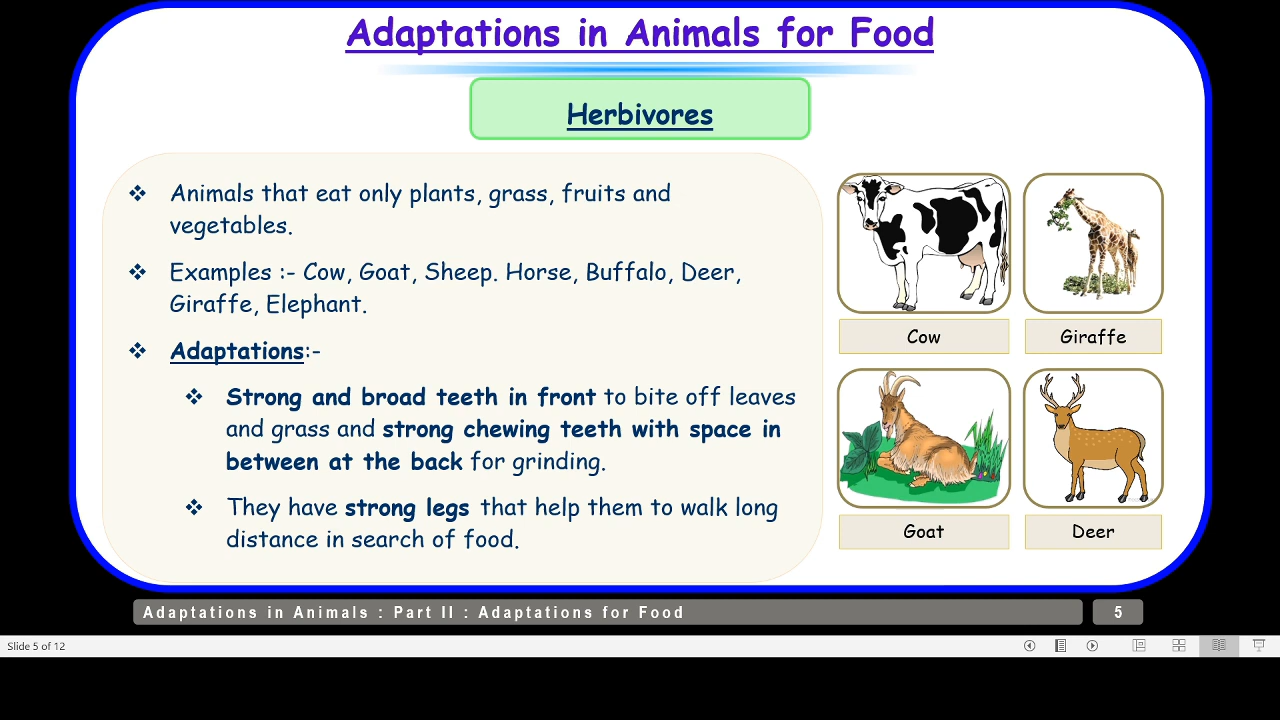 Adaptations in Animals for Food
Herbivores
❖ Animals that eat only plants, grass, fruits and
vegetables.
❖ Examples :- Cow, Goat, Sheep. Horse, Buffalo, Deer,
Giraffe, Elephant.
❖ Adaptations:-
❖ Strong and broad teeth in front to bite off leaves
and grass and strong chewing teeth with space in
between at the back for grinding.
❖ They have strong legs that help them to walk long
distance in search of food.
Cow
Giraffe
Goat
Deer
Adaptations in Animals : Part II : Adaptations for Food
5
Slide 5 of 12